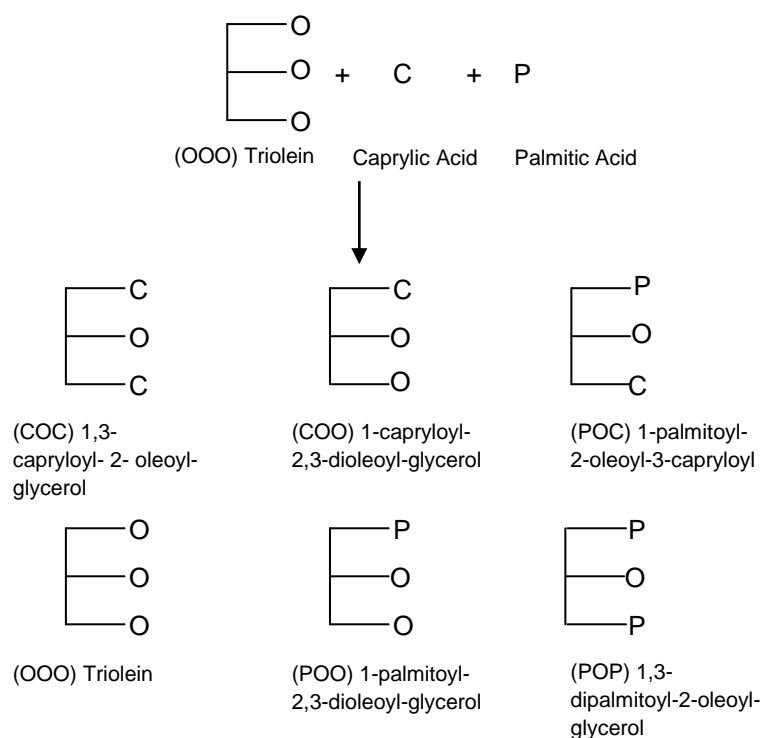 O
O + C + P
O
(OOO) Triolein Caprylic Acid Palmitic Acid
C C P
O O O
C O C
(COC) 1,3-
capryloyl- 2- oleoyl-
glycerol
(COO) 1-capryloyl-
2,3-dioleoyl-glycerol
(POC) 1-palmitoyl-
2-oleoyl-3-capryloyl
O P P
O O O
O O P
(OOO) Triolein
(POO) 1-palmitoyl-
2,3-dioleoyl-glycerol
(POP) 1,3-
dipalmitoyl-2-oleoyl-
glycerol